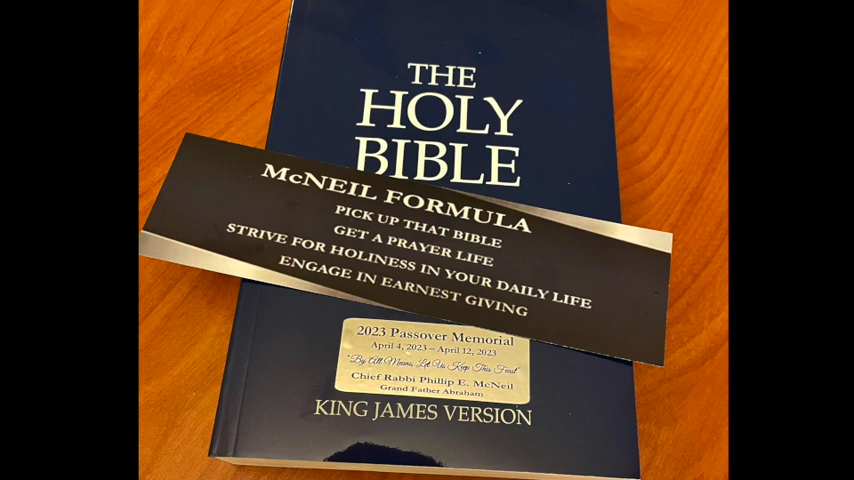 THE
HOLY
BIBLE
McNEIL FORMULA
PICK UP THAT BIBLE
GET A PRAYER LIFE
STRIVE FOR HOLINESS IN YOUR DAILY LIFE
ENGAGE IN EARNEST GIVING
2023 Passover Memorial
April 4, 2023 – April 12, 2023
"By All Means, Let Us Keep This Feast"
Chief Rabbi Phillip E. McNeil
Grand Father Abraham
KING JAMES VERSION